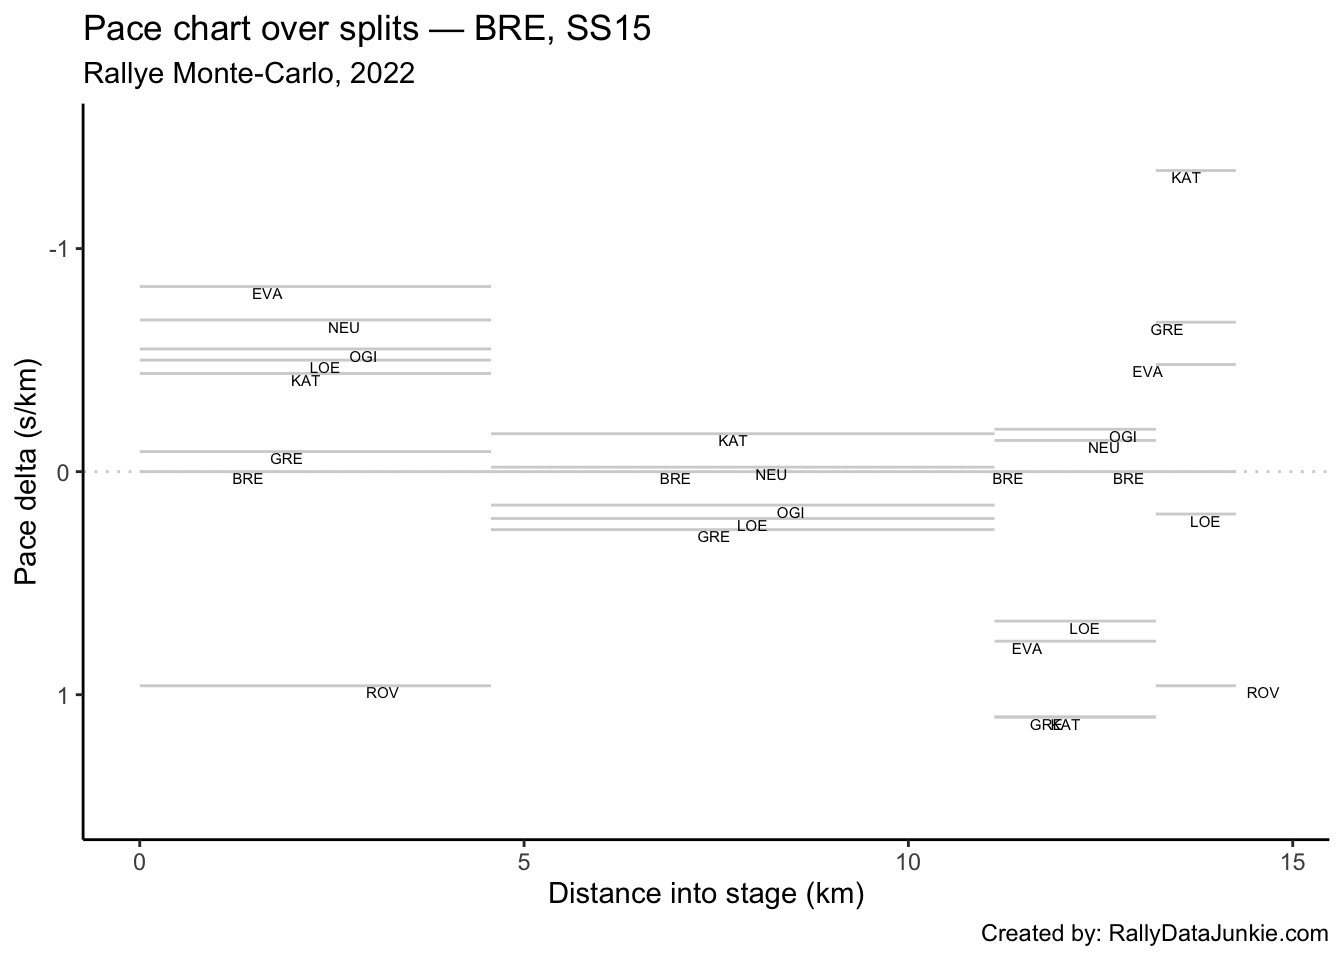 Pace chart over splits — BRE, SS15
Rallye Monte-Carlo, 2022
KAT
-1
EVA
NEU
GRE
OGI
LOE
EVA
KAT
OGI
KAT
NEU
GRE
0
BRE
BRE
NEU
BRE
BRE
OGI
LOE
LOE
GRE
LOE
EVA
1
ROV
ROV
GRE
KAT
0
5
10
15
Pace delta (s/km)
Distance into stage (km)
Created by: RallyDataJunkie.com